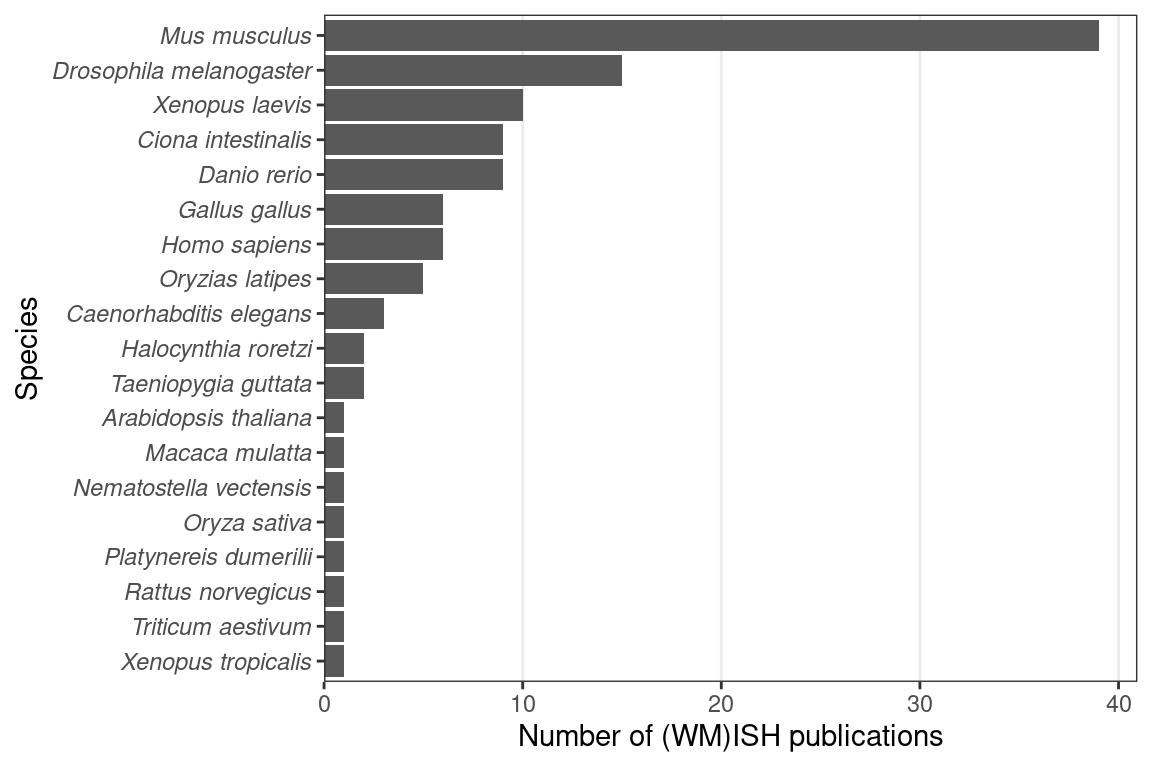 Species
Mus musculus
Drosophila melanogaster
Xenopus laevis
Ciona intestinalis
Danio rerio
Gallus gallus
Homo sapiens
Oryzias latipes
Caenorhabditis elegans
Halocynthia roretzi
Taeniopygia guttata
Arabidopsis thaliana
Macaca mulatta
Nematostella vectensis
Oryza sativa
Platynereis dumerilii
Rattus norvegicus
Triticum aestivum
Xenopus tropicalis
0 10 20 30 40
Number of (WM)ISH publications